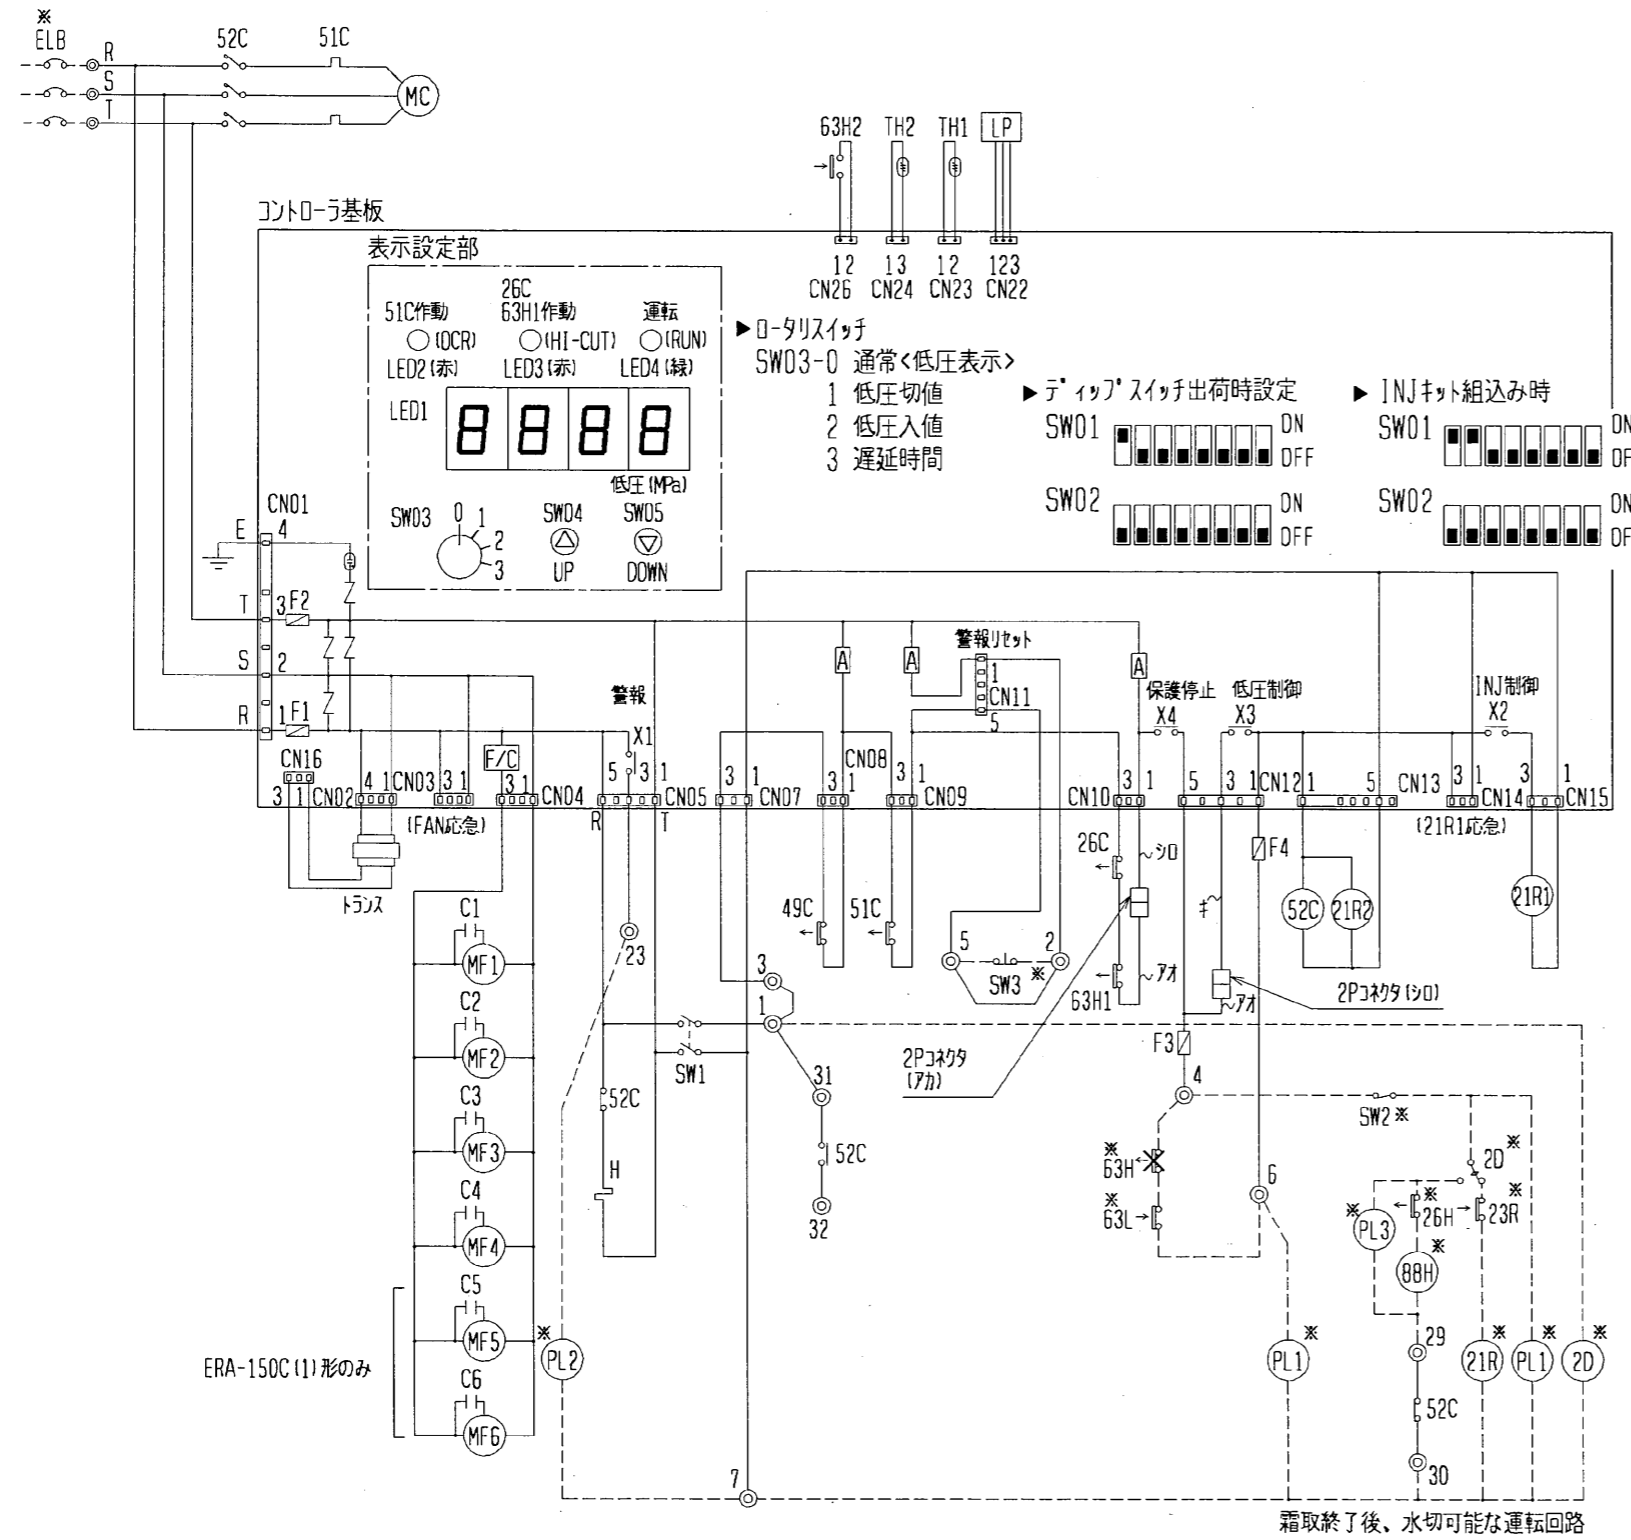 ※
ELB
R
S
T
52C
51C
MC
63H2 TH2 TH1 LP
12 13 12 123
CN26 CN24 CN23 CN22
コントローラ基板
表示設定部
26C
51C作動 63H1作動 運転
(OCR) (HI-CUT) (RUN)
LED2(赤) LED3(赤) LED4(緑)
LED1
8 8 8 8
低圧(MPa)
SW03 0 1 2 3
SW04 SW05
UP DOWN
▶ロータリスイッチ
SW03-0 通常<低圧表示>
1 低圧切値
2 低圧入値
3 遅延時間
▶ディップスイッチ出荷時設定
SW01 ON
OFF
SW02 ON
OFF
▶INJキット組込み時
SW01 ON
OF
SW02 ON
OF
CN01
E 4
T 3 F2
S 2
R 1 F1
警報
X1
警報リセット
1
CN11
5
A A A
保護停止 低圧制御
X4 X3
INJ制御
X2
F/C
CN16
3 1
CN02 4 1
CN03 3 1
3 1 CN04
5 3 1 CN05
3 1 CN07
CN08 3 1
3 1 CN09
CN10 3 1
5 3 1 CN12
1 5 CN13
3 1 CN14
3 1 CN15
(FAN応急)
R T
(21R1応急)
トランス
26C
シロ
F4
キ
49C 51C
52C 21R2
21R1
23
5 2
SW3 ※
63H1
アオ
アオ
2Pコネクタ(シロ)
3
1
SW1
2Pコネクタ
(アカ)
F3
4
C1
MF1
C2
MF2
C3
MF3
C4
MF4
C5
MF5
C6
MF6
ERA-150C(1)形のみ
52C
H
31
52C
32
SW2※
※
63H
※
63L
6
2D※
※
PL3
※
26H
※
23R
※
88H
29
52C
30
※
PL2
※
PL1
※
21R
※
PL1
※
2D
7
霜取終了後、水切可能な運転回路